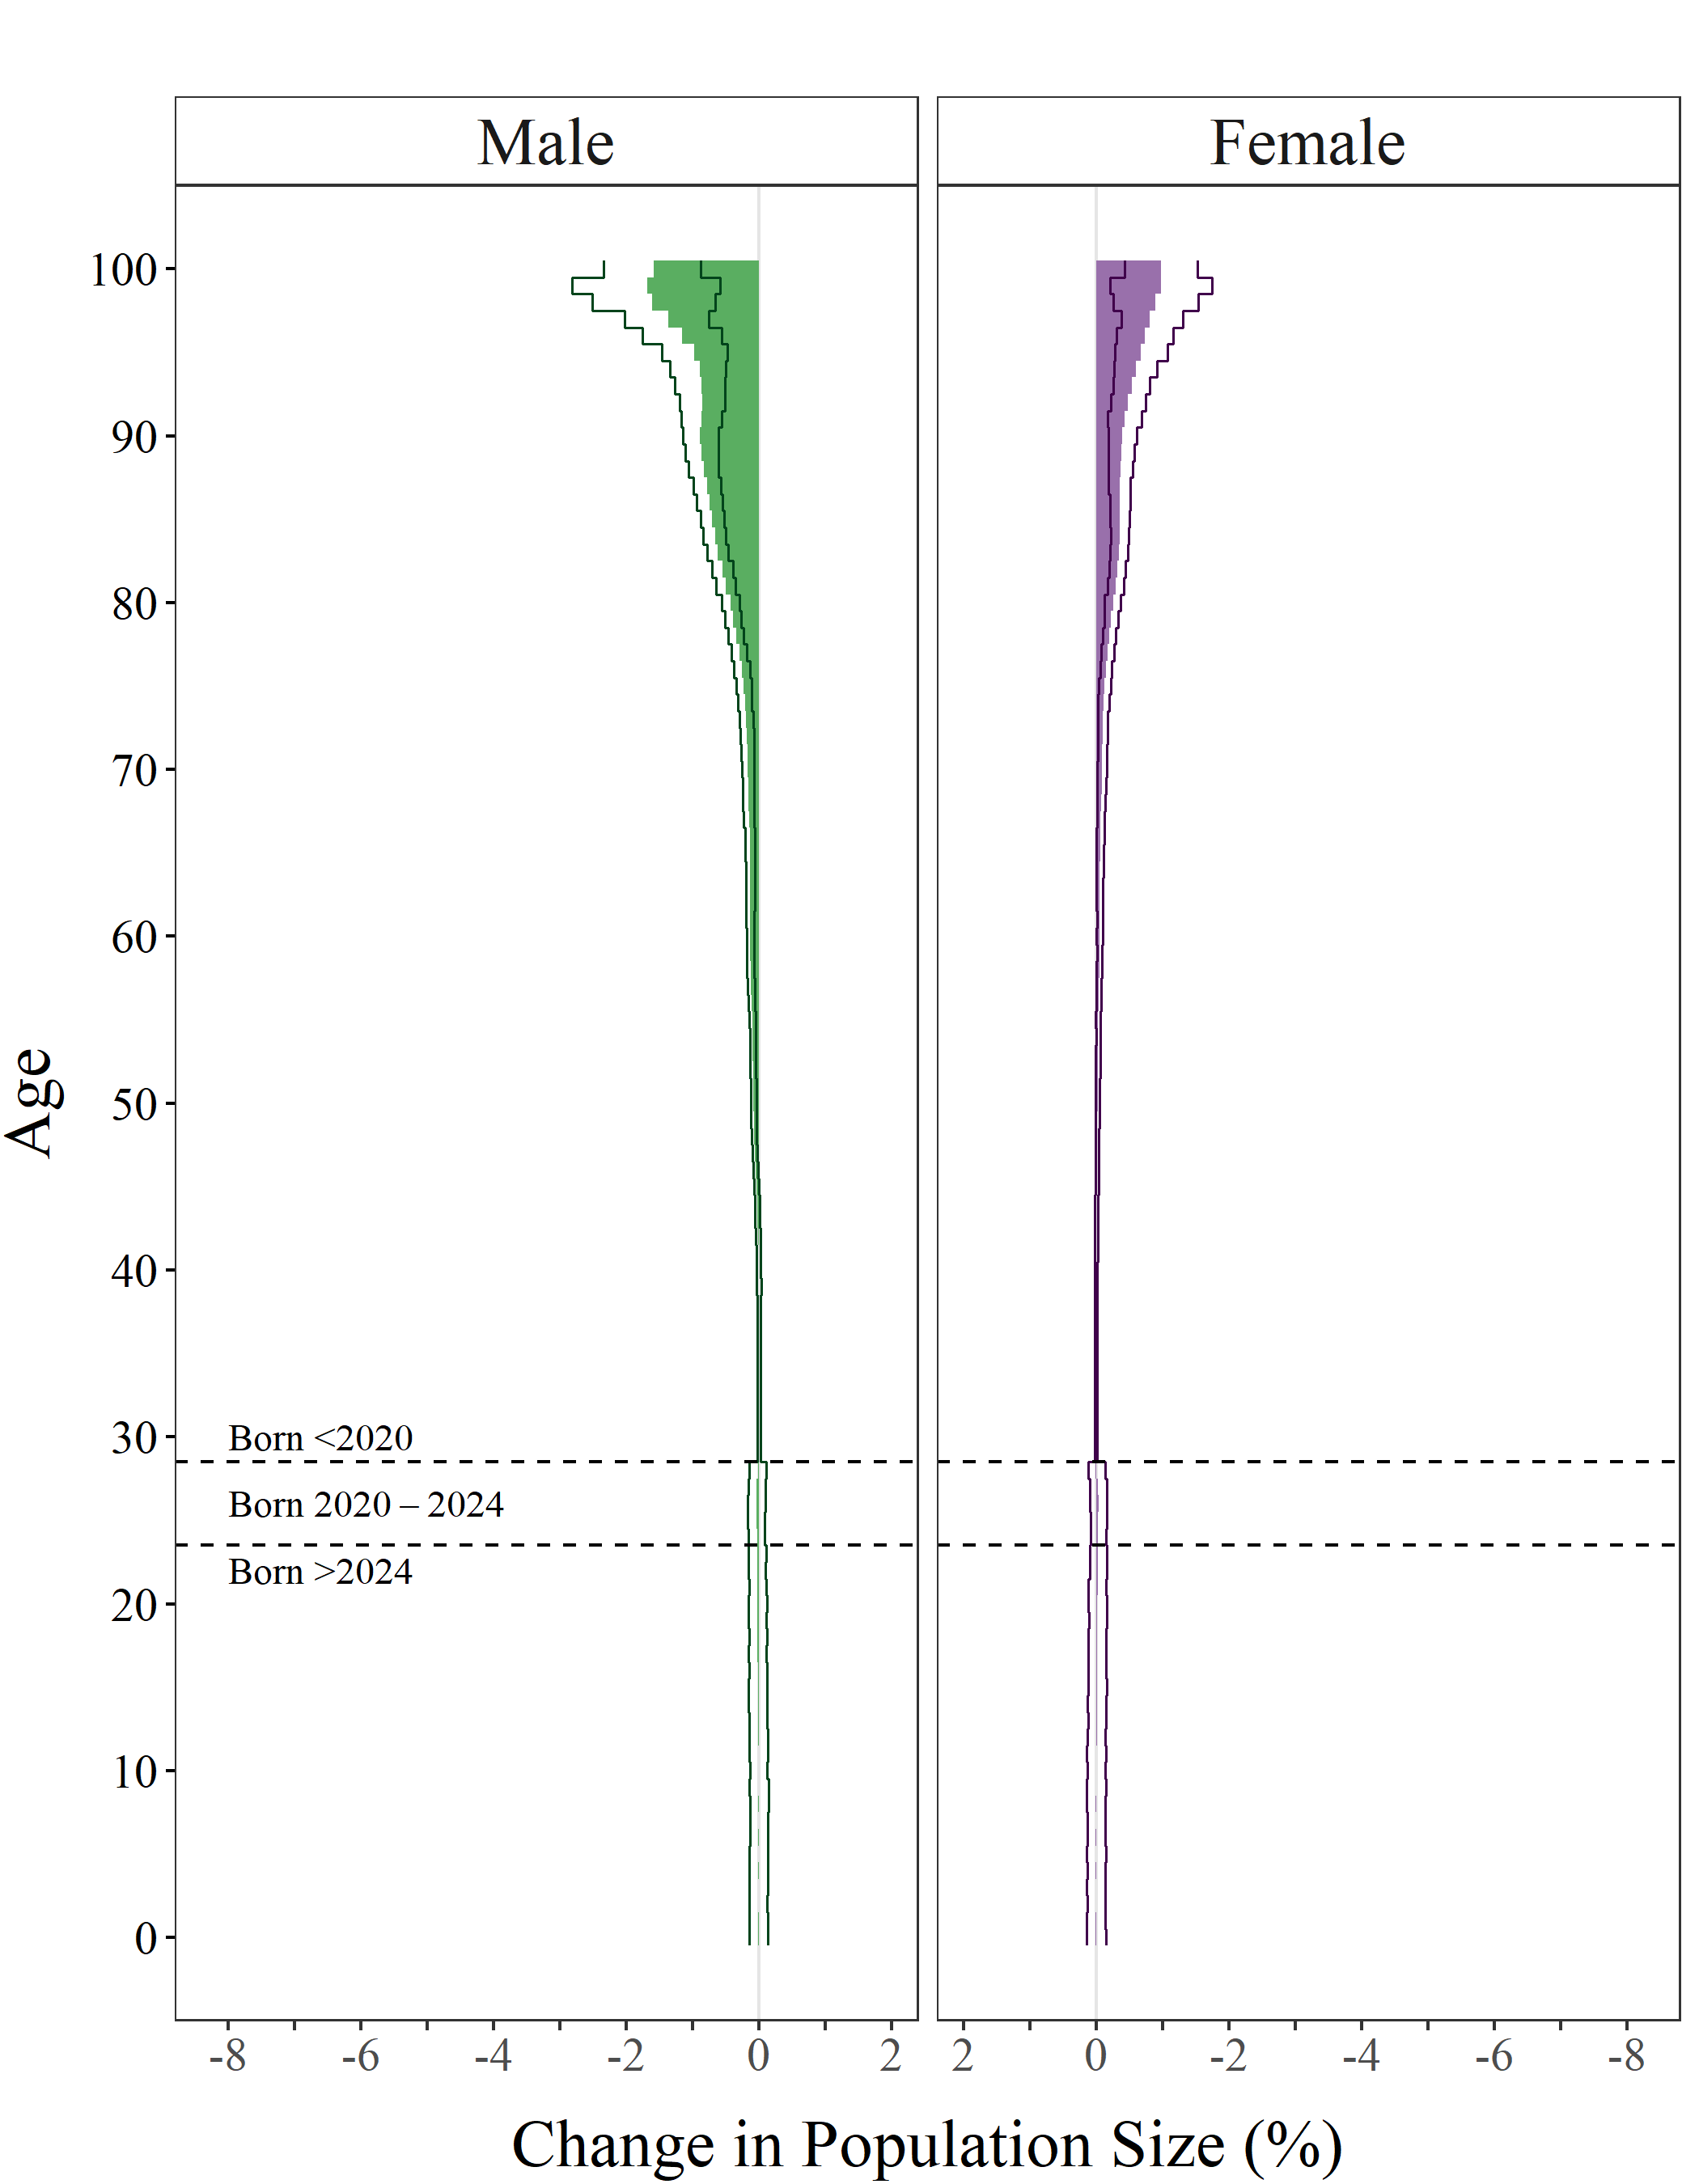 Male
Female
100
90
80
70
60
50
40
30
20
10
0
Age
Born <2020
Born 2020 – 2024
Born >2024
-8 -6 -4 -2 0 2
2 0 -2 -4 -6 -8
Change in Population Size (%)